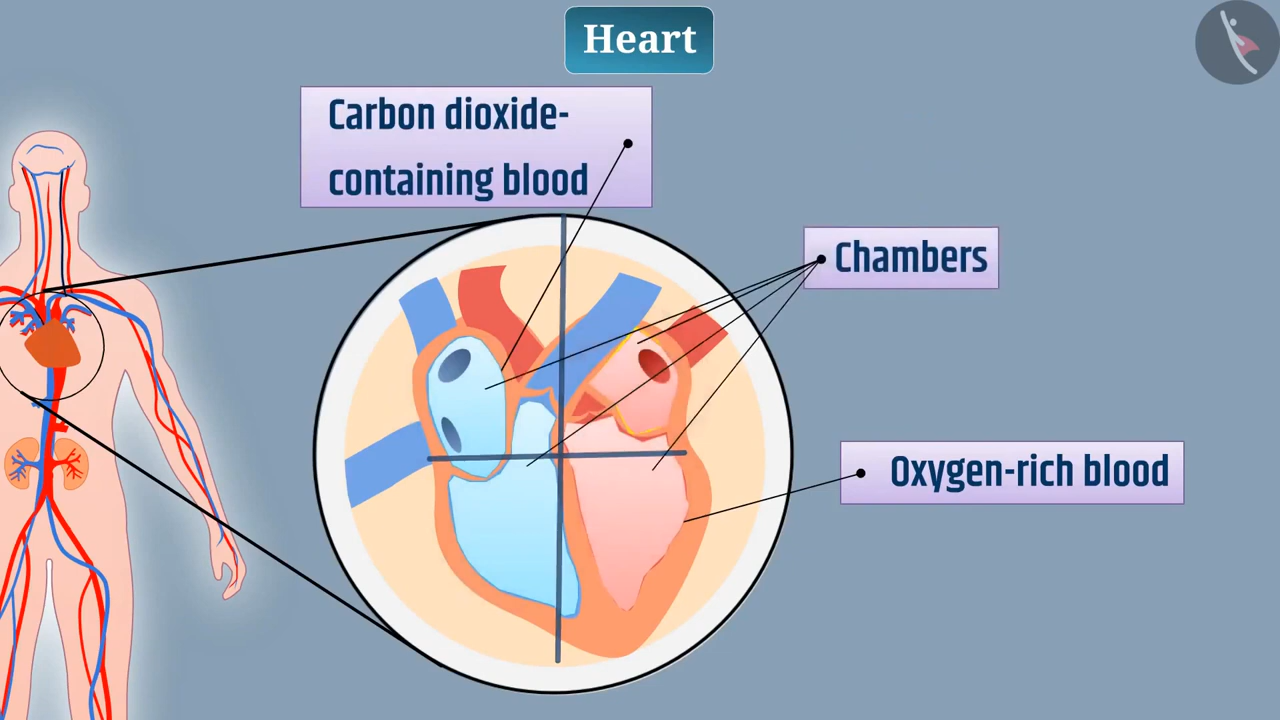 Heart
Carbon dioxide-
containing blood
Chambers
Oxygen-rich blood